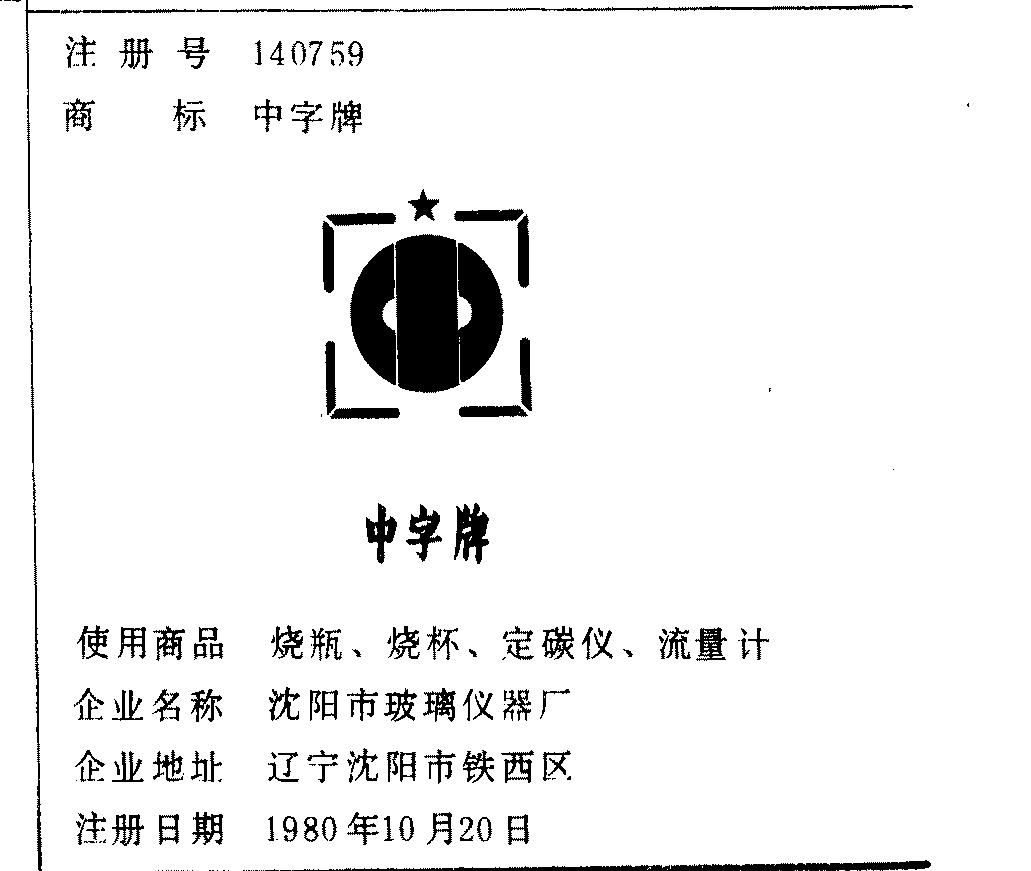 注册号 140759
商标 中字牌
中字牌
使用商品 烧瓶、烧杯、定碳仪、流量计
企业名称 沈阳市玻璃仪器厂
企业地址 辽宁沈阳市铁西区
注册日期 1980年10月20日